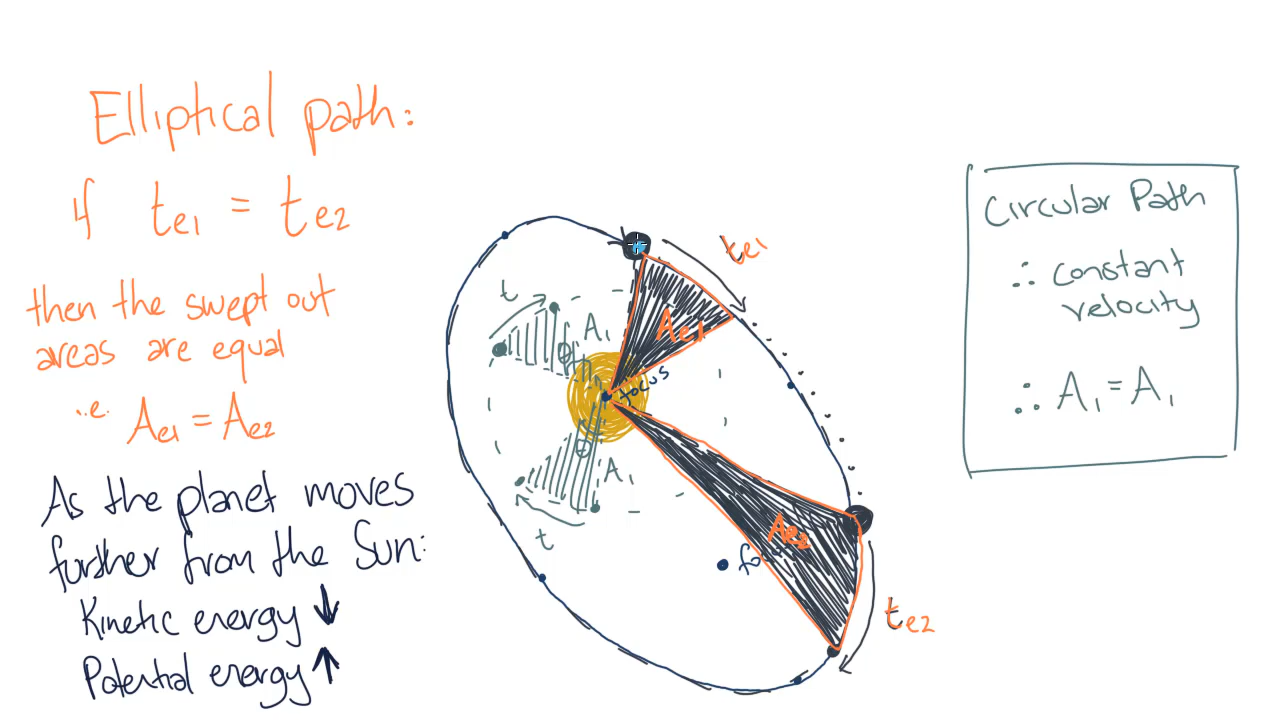 Elliptical path:
if te1 = te2
then the swept out
areas are equal
i.e. Ae1 = Ae2
As the planet moves
further from the Sun:
Kinetic energy ↓
Potential energy ↑
te1
t
A1
Ae1
θ
focus
θ
A1
t
Ae2
te2
Circular Path
∴ constant
velocity
∴ A1 = A1